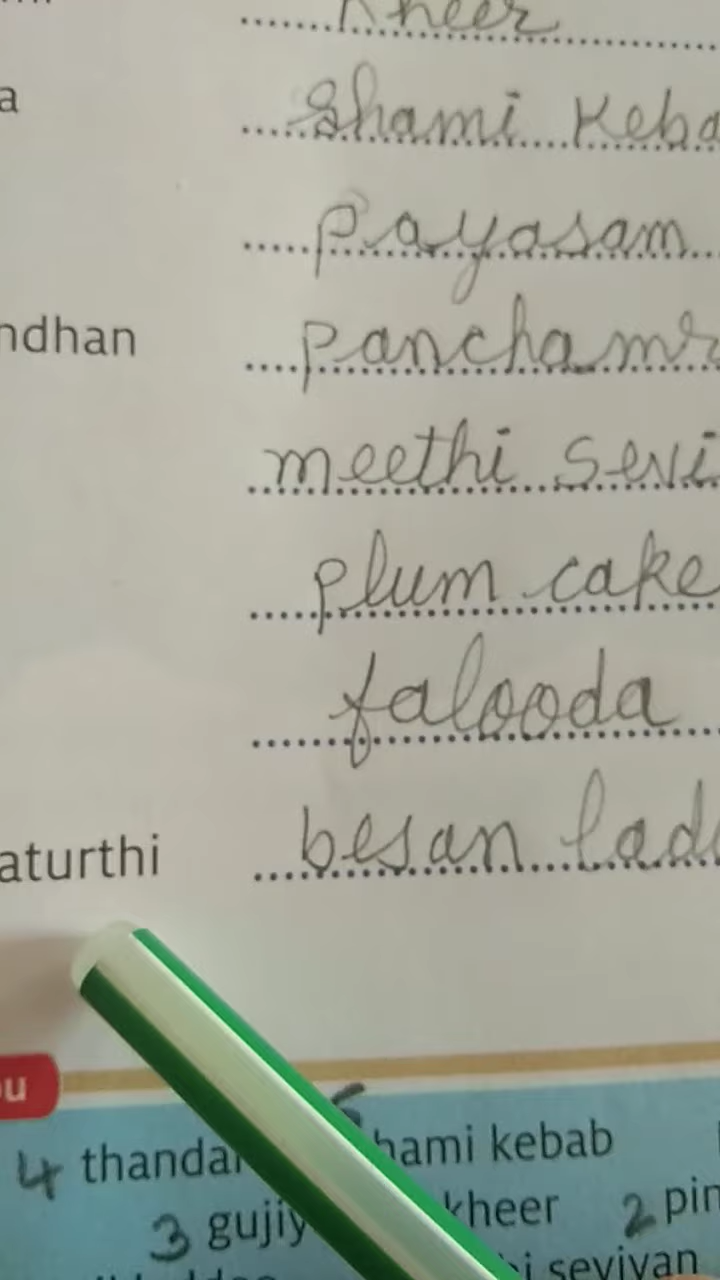 Kheer
a Shami Keba
payasam
ndhan panchamr
meethi sevi
plum cake
falooda
aturthi besan lad
ou
4 thandai hami kebab
3 gujiy kheer 2 pin
i seviyan